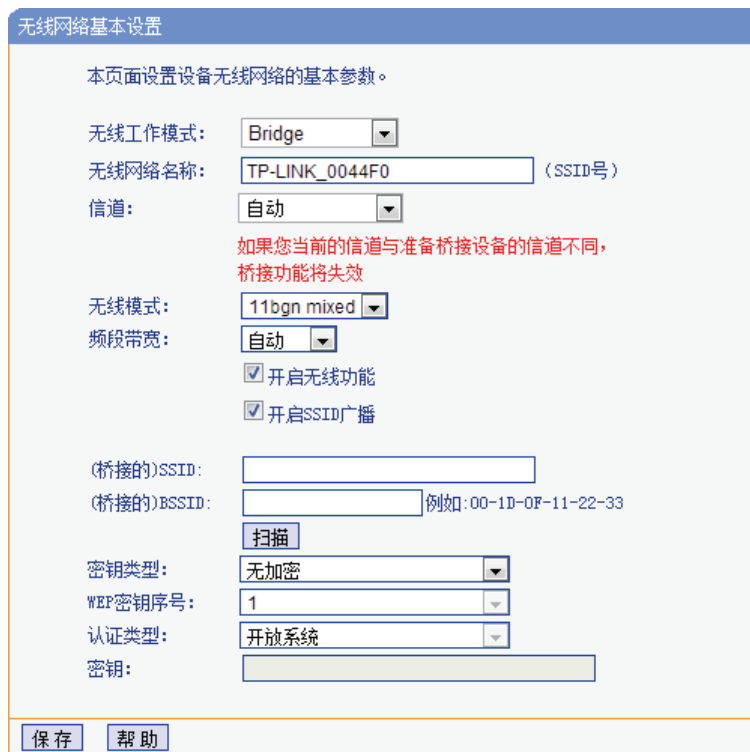 无线网络基本设置
本页面设置设备无线网络的基本参数。
无线工作模式: Bridge
无线网络名称: TP-LINK_0044F0 (SSID号)
信道: 自动
如果您当前的信道与准备桥接设备的信道不同,
桥接功能将失效
无线模式: 11bgn mixed
频段带宽: 自动
开启无线功能
开启SSID广播
(桥接的)SSID:
(桥接的)BSSID: 例如:00-1D-0F-11-22-33
扫描
密钥类型: 无加密
WEP密钥序号: 1
认证类型: 开放系统
密钥:
保存 帮助